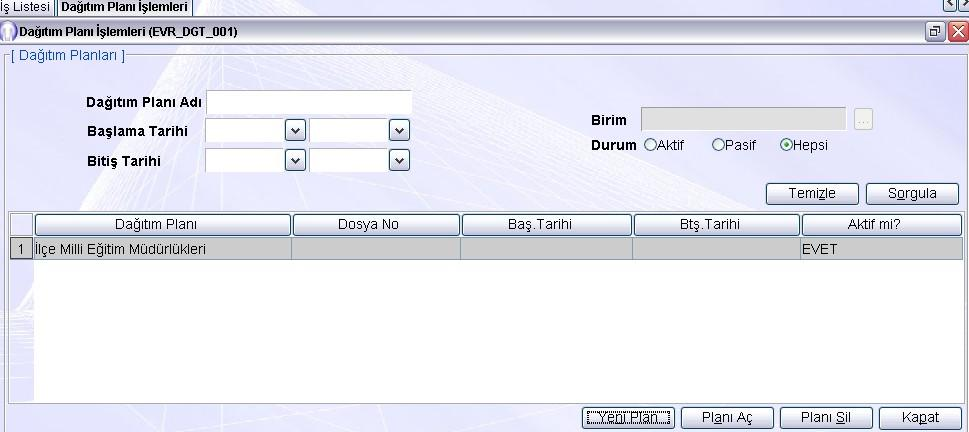 İş Listesi Dağıtım Planı İşlemleri
Dağıtım Planı İşlemleri (EVR_DGT_001)
[ Dağıtım Planları ]
Dağıtım Planı Adı
Başlama Tarihi
Bitiş Tarihi
Birim ...
Durum Aktif Pasif Hepsi
Temizle Sorgula
Dağıtım Planı Dosya No Baş.Tarihi Btş.Tarihi Aktif mi?
1 İlçe Milli Eğitim Müdürlükleri EVET
Yeni Plan Planı Aç Planı Sil Kapat